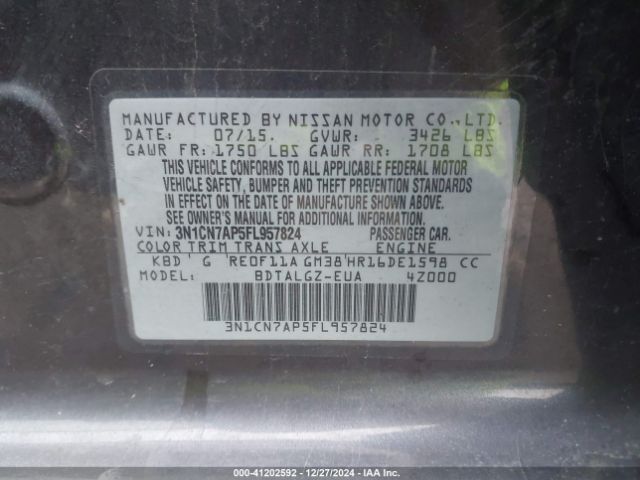 MANUFACTURED BY NISSAN MOTOR CO.,LTD.
DATE: 07/15. GVWR: 3426 LBS
GAWR FR: 1750 LBS GAWR RR: 1708 LBS
THIS VEHICLE CONFORMS TO ALL APPLICABLE FEDERAL MOTOR
VEHICLE SAFETY, BUMPER AND THEFT PREVENTION STANDARDS
IN EFFECT ON THE DATE OF MANUFACTURE SHOWN ABOVE.
SEE OWNER'S MANUAL FOR ADDITIONAL INFORMATION.
VIN: 3N1CN7AP5FL957824 PASSENGER CAR.
COLOR TRIM TRANS AXLE ENGINE
KBD G RE0F11A GM38 HR16DE1598 CC
MODEL: BDTALGZ-EUA 4Z000
3N1CN7AP5FL957824
000-41202592 - 12/27/2024 - IAA Inc.